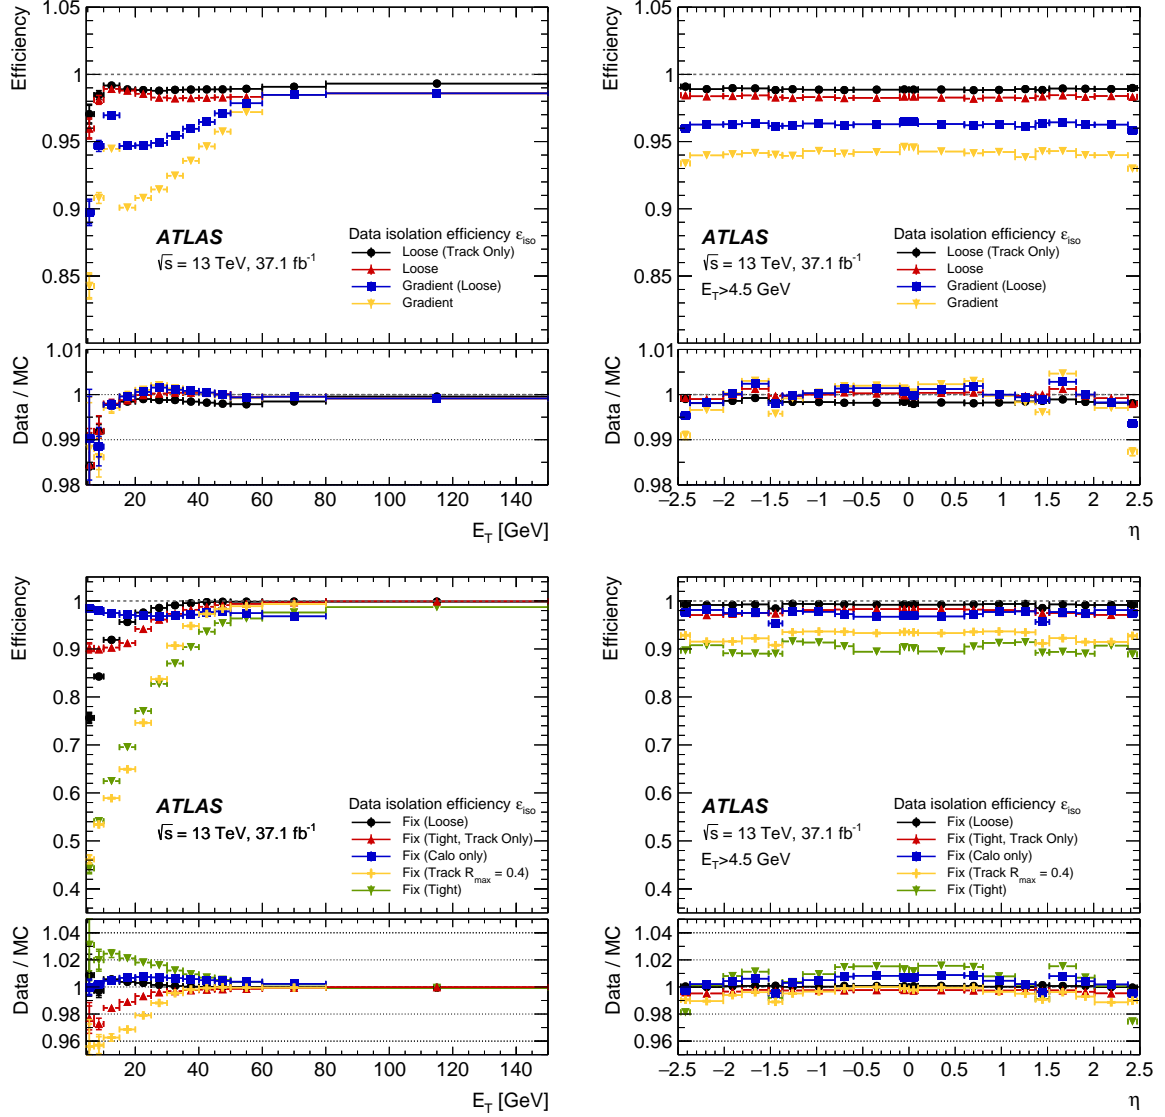 Efficiency
1.05
1
0.95
0.9
0.85
ATLAS
√s = 13 TeV, 37.1 fb⁻¹
Data isolation efficiency ε_iso
Loose (Track Only)
Loose
Gradient (Loose)
Gradient
Data / MC
1.01
1
0.99
0.98
20 40 60 80 100 120 140
E_T [GeV]
Efficiency
1.05
1
0.95
0.9
0.85
ATLAS
√s = 13 TeV, 37.1 fb⁻¹
E_T>4.5 GeV
Data isolation efficiency ε_iso
Loose (Track Only)
Loose
Gradient (Loose)
Gradient
Data / MC
1.01
1
0.99
0.98
−2.5 −2 −1.5 −1 −0.5 0 0.5 1 1.5 2 2.5
η
Efficiency
1
0.9
0.8
0.7
0.6
0.5
0.4
ATLAS
√s = 13 TeV, 37.1 fb⁻¹
Data isolation efficiency ε_iso
Fix (Loose)
Fix (Tight, Track Only)
Fix (Calo only)
Fix (Track R_max = 0.4)
Fix (Tight)
Data / MC
1.04
1.02
1
0.98
0.96
20 40 60 80 100 120 140
E_T [GeV]
Efficiency
1
0.9
0.8
0.7
0.6
0.5
0.4
ATLAS
√s = 13 TeV, 37.1 fb⁻¹
E_T>4.5 GeV
Data isolation efficiency ε_iso
Fix (Loose)
Fix (Tight, Track Only)
Fix (Calo only)
Fix (Track R_max = 0.4)
Fix (Tight)
Data / MC
1.04
1.02
1
0.98
0.96
−2.5 −2 −1.5 −1 −0.5 0 0.5 1 1.5 2 2.5
η